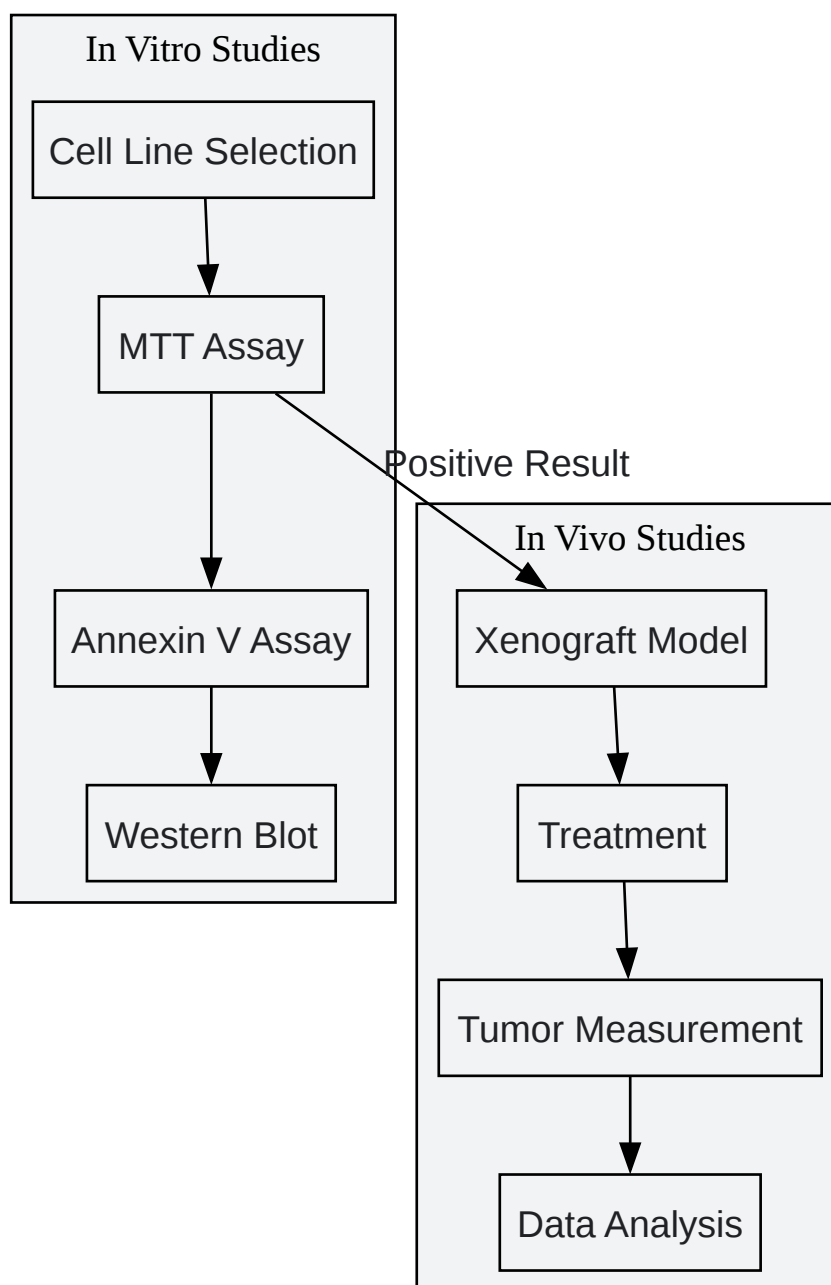 In Vitro Studies
Cell Line Selection
MTT Assay
Positive Result
In Vivo Studies
Annexin V Assay
Xenograft Model
Western Blot
Treatment
Tumor Measurement
Data Analysis